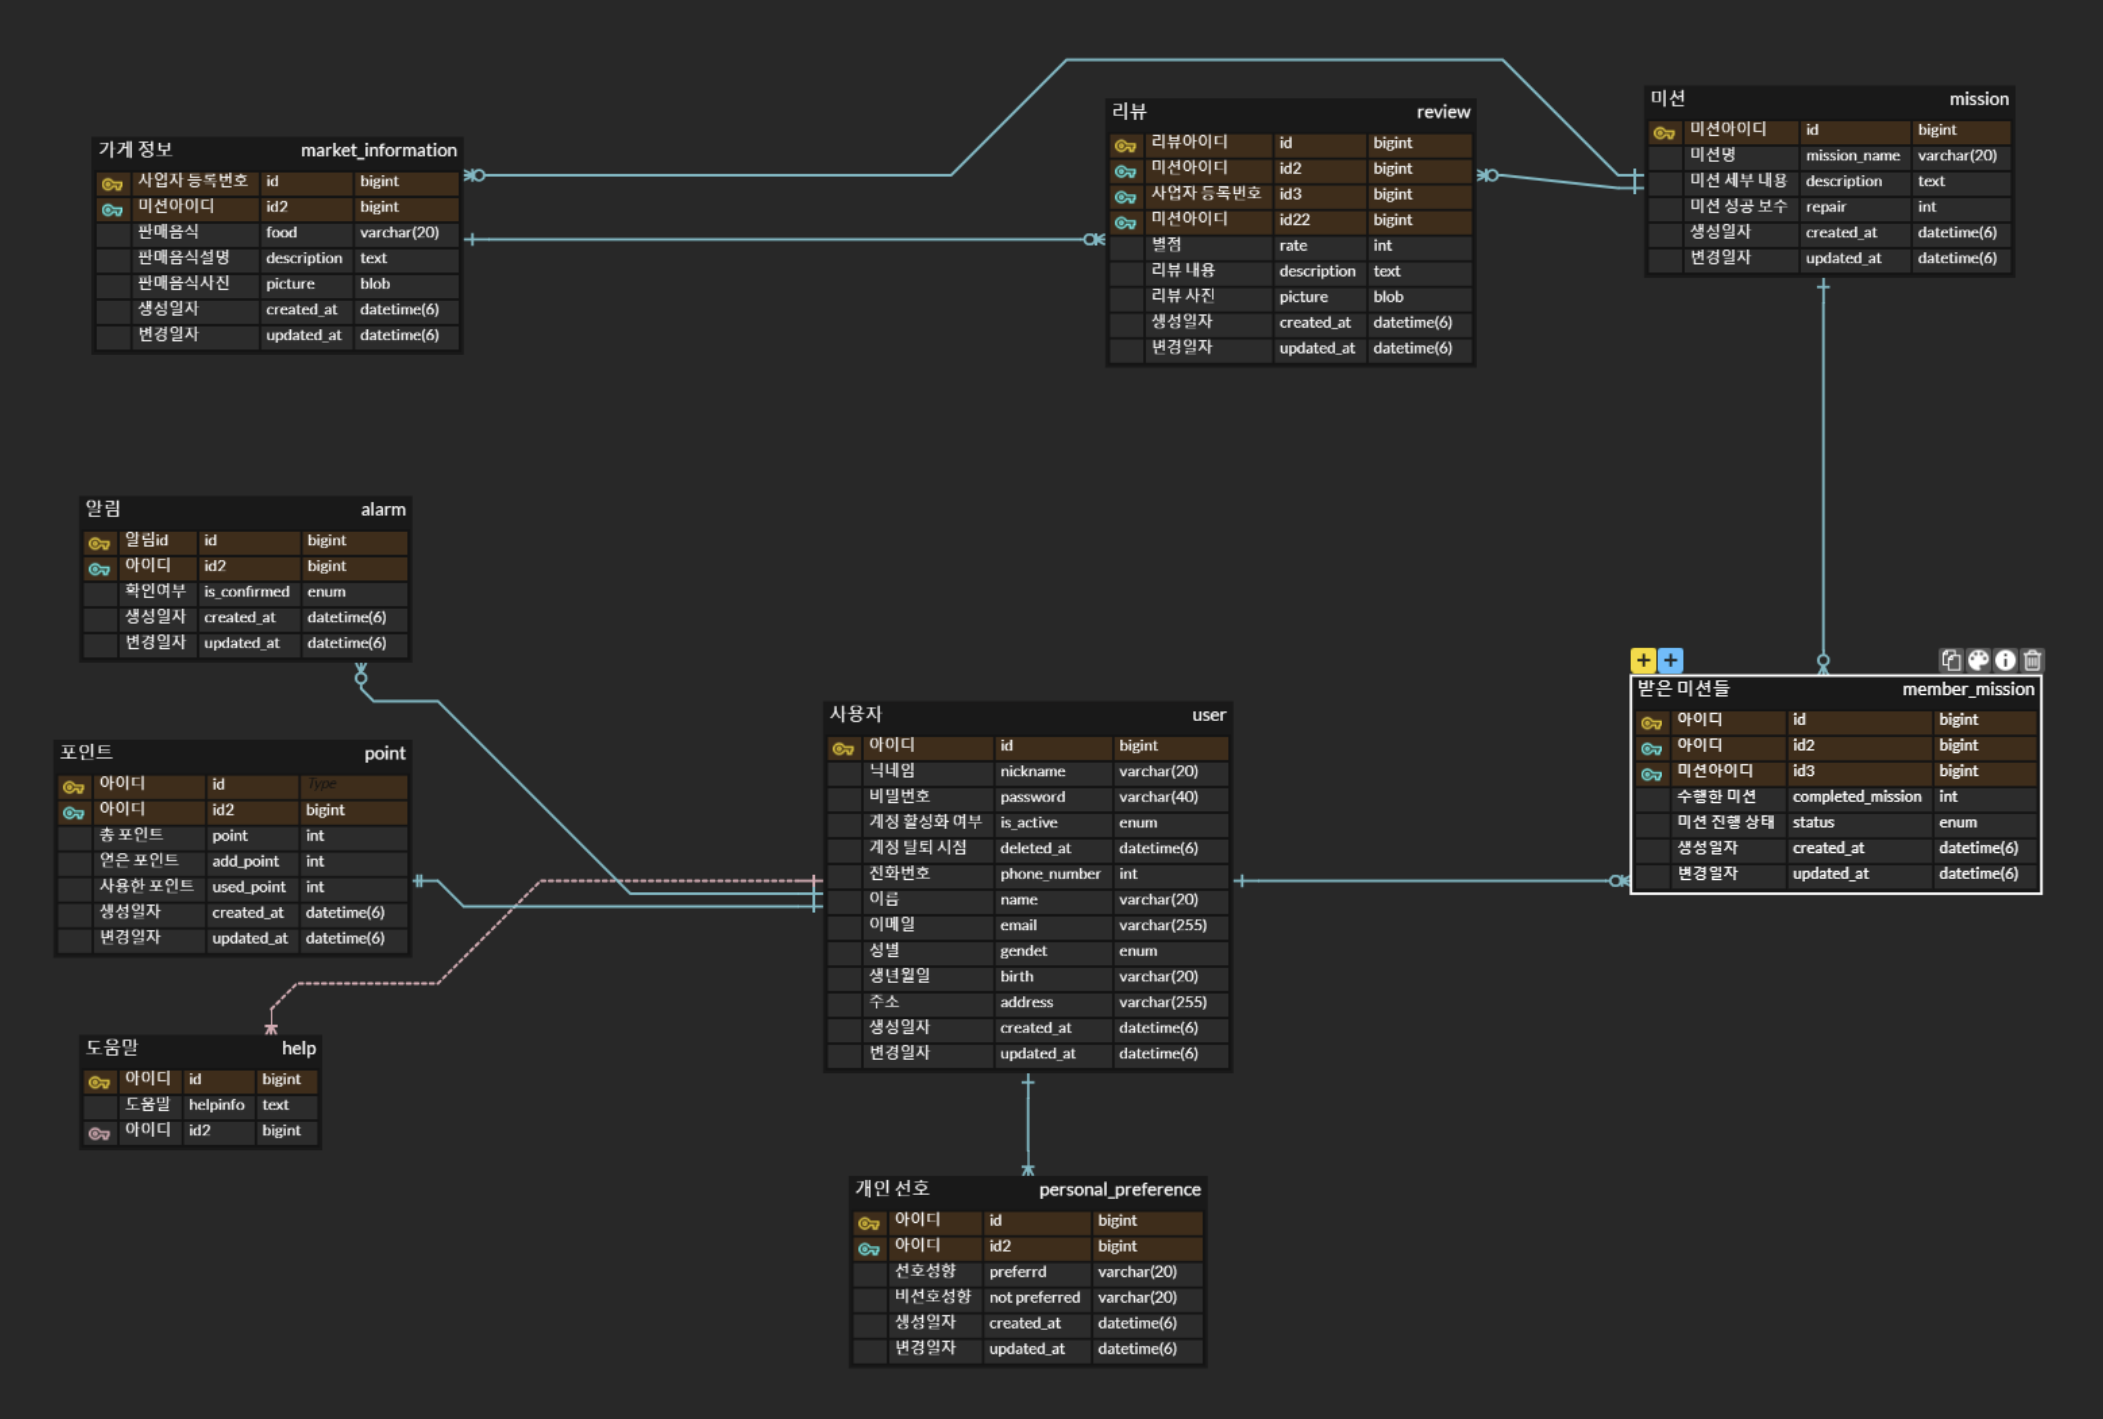 가게 정보 market_information
사업자 등록번호 id bigint
미션아이디 id2 bigint
판매음식 food varchar(20)
판매음식설명 description text
판매음식사진 picture blob
생성일자 created_at datetime(6)
변경일자 updated_at datetime(6)
리뷰 review
리뷰아이디 id bigint
미션아이디 id2 bigint
사업자 등록번호 id3 bigint
미션아이디 id22 bigint
별점 rate int
리뷰 내용 description text
리뷰 사진 picture blob
생성일자 created_at datetime(6)
변경일자 updated_at datetime(6)
미션 mission
미션아이디 id bigint
미션명 mission_name varchar(20)
미션 세부 내용 description text
미션 성공 보수 repair int
생성일자 created_at datetime(6)
변경일자 updated_at datetime(6)
알림 alarm
알림id id bigint
아이디 id2 bigint
확인여부 is_confirmed enum
생성일자 created_at datetime(6)
변경일자 updated_at datetime(6)
포인트 point
아이디 id Type
아이디 id2 bigint
총 포인트 point int
얻은 포인트 add_point int
사용한 포인트 used_point int
생성일자 created_at datetime(6)
변경일자 updated_at datetime(6)
사용자 user
아이디 id bigint
닉네임 nickname varchar(20)
비밀번호 password varchar(40)
계정 활성화 여부 is_active enum
계정 탈퇴 시점 deleted_at datetime(6)
전화번호 phone_number int
이름 name varchar(20)
이메일 email varchar(255)
성별 gendet enum
생년월일 birth varchar(20)
주소 address varchar(255)
생성일자 created_at datetime(6)
변경일자 updated_at datetime(6)
받은 미션들 member_mission
아이디 id bigint
아이디 id2 bigint
미션아이디 id3 bigint
수행한 미션 completed_mission int
미션 진행 상태 status enum
생성일자 created_at datetime(6)
변경일자 updated_at datetime(6)
도움말 help
아이디 id bigint
도움말 helpinfo text
아이디 id2 bigint
개인 선호 personal_preference
아이디 id bigint
아이디 id2 bigint
선호성향 preferrd varchar(20)
비선호성향 not preferred varchar(20)
생성일자 created_at datetime(6)
변경일자 updated_at datetime(6)